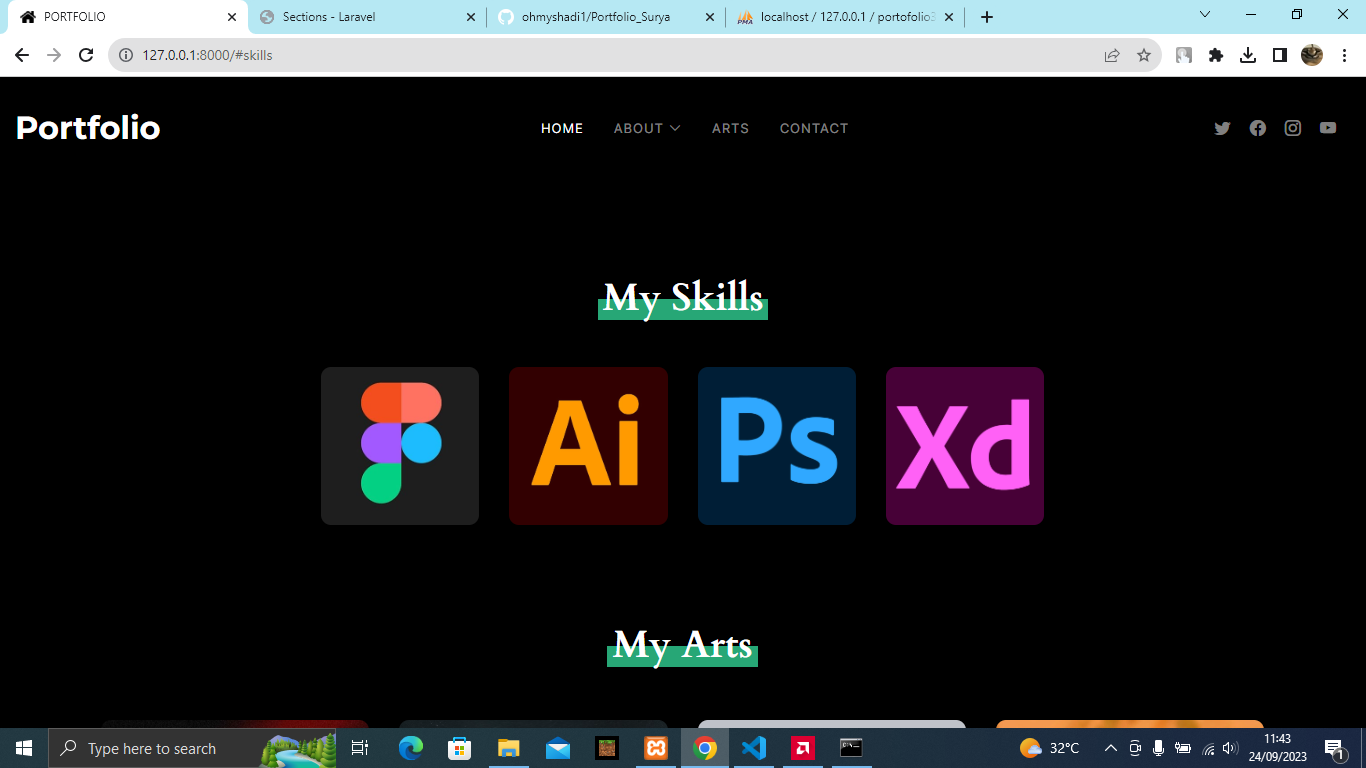 PORTFOLIO
Sections - Laravel
ohmyshadi1/Portfolio_Surya
localhost / 127.0.0.1 / portofolio3
127.0.0.1:8000/#skills
Portfolio
HOME
ABOUT
ARTS
CONTACT
My Skills
Ai
Ps
Xd
My Arts
Type here to search
32°C
11:43
24/09/2023
1